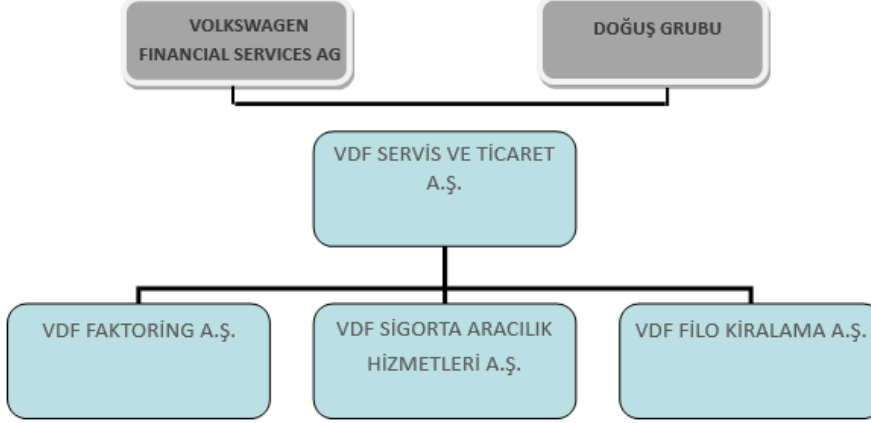 VOLKSWAGEN
FINANCIAL SERVICES AG
DOĞUŞ GRUBU
VDF SERVİS VE TİCARET
A.Ş.
VDF FAKTORİNG A.Ş.
VDF SİGORTA ARACILIK
HİZMETLERİ A.Ş.
VDF FİLO KİRALAMA A.Ş.